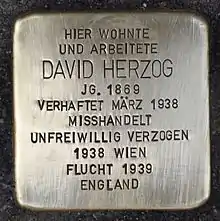 HIER WOHNTE
UND ARBEITETE
DAVID HERZOG
JG. 1869
VERHAFTET MÄRZ 1938
MISSHANDELT
UNFREIWILLIG VERZOGEN
1938 WIEN
FLUCHT 1939
ENGLAND